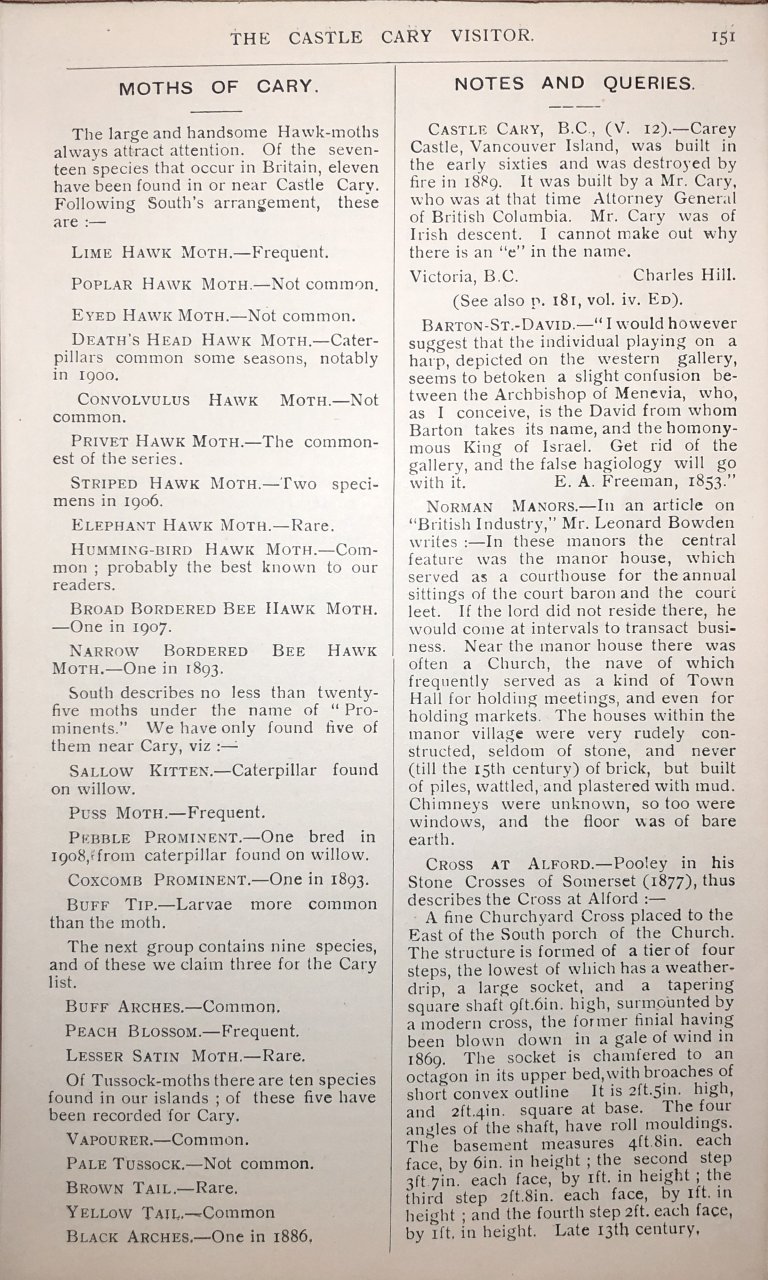 THE CASTLE CARY VISITOR. 151
MOTHS OF CARY.
The large and handsome Hawk-moths
always attract attention. Of the seven-
teen species that occur in Britain, eleven
have been found in or near Castle Cary.
Following South's arrangement, these
are :—
LIME HAWK MOTH.—Frequent.
POPLAR HAWK MOTH.—Not common.
EYED HAWK MOTH.—Not common.
DEATH'S HEAD HAWK MOTH.—Cater-
pillars common some seasons, notably
in 1900.
CONVOLVULUS HAWK MOTH.—Not
common.
PRIVET HAWK MOTH.—The common-
est of the series.
STRIPED HAWK MOTH.—Two speci-
mens in 1906.
ELEPHANT HAWK MOTH.—Rare.
HUMMING-BIRD HAWK MOTH.—Com-
mon ; probably the best known to our
readers.
BROAD BORDERED BEE HAWK MOTH.
—One in 1907.
NARROW BORDERED BEE HAWK
MOTH.—One in 1893.
South describes no less than twenty-
five moths under the name of "Pro-
minents." We have only found five of
them near Cary, viz :—
SALLOW KITTEN.—Caterpillar found
on willow.
PUSS MOTH.—Frequent.
PEBBLE PROMINENT.—One bred in
1908, from caterpillar found on willow.
COXCOMB PROMINENT.—One in 1893.
BUFF TIP.—Larvae more common
than the moth.
The next group contains nine species,
and of these we claim three for the Cary
list.
BUFF ARCHES.—Common.
PEACH BLOSSOM.—Frequent.
LESSER SATIN MOTH.—Rare.
Of Tussock-moths there are ten species
found in our islands ; of these five have
been recorded for Cary.
VAPOURER.—Common.
PALE TUSSOCK.—Not common.
BROWN TAIL.—Rare.
YELLOW TAIL.—Common
BLACK ARCHES.—One in 1886.
NOTES AND QUERIES.
CASTLE CARY, B.C., (V. 12).—Carey
Castle, Vancouver Island, was built in
the early sixties and was destroyed by
fire in 1889. It was built by a Mr. Cary,
who was at that time Attorney General
of British Columbia. Mr. Cary was of
Irish descent. I cannot make out why
there is an "e" in the name.
Victoria, B.C. Charles Hill.
(See also p. 181, vol. iv. ED).
BARTON-ST.-DAVID.—"I would however
suggest that the individual playing on a
harp, depicted on the western gallery,
seems to betoken a slight confusion be-
tween the Archbishop of Menevia, who,
as I conceive, is the David from whom
Barton takes its name, and the homony-
mous King of Israel. Get rid of the
gallery, and the false hagiology will go
with it. E. A. Freeman, 1853."
NORMAN MANORS.—In an article on
"British Industry," Mr. Leonard Bowden
writes :—In these manors the central
feature was the manor house, which
served as a courthouse for the annual
sittings of the court baron and the court
leet. If the lord did not reside there, he
would come at intervals to transact busi-
ness. Near the manor house there was
often a Church, the nave of which
frequently served as a kind of Town
Hall for holding meetings, and even for
holding markets. The houses within the
manor village were very rudely con-
structed, seldom of stone, and never
(till the 15th century) of brick, but built
of piles, wattled, and plastered with mud.
Chimneys were unknown, so too were
windows, and the floor was of bare
earth.
CROSS AT ALFORD.—Pooley in his
Stone Crosses of Somerset (1877), thus
describes the Cross at Alford :—
A fine Churchyard Cross placed to the
East of the South porch of the Church.
The structure is formed of a tier of four
steps, the lowest of which has a weather-
drip, a large socket, and a tapering
square shaft 9ft.6in. high, surmounted by
a modern cross, the former finial having
been blown down in a gale of wind in
1869. The socket is chamfered to an
octagon in its upper bed, with broaches of
short convex outline It is 2ft.5in. high,
and 2ft.4in. square at base. The four
angles of the shaft, have roll mouldings.
The basement measures 4ft.8in. each
face, by 6in. in height ; the second step
3ft.7in. each face, by 1ft. in height ; the
third step 2ft.8in. each face, by 1ft. in
height ; and the fourth step 2ft. each face,
by 1ft. in height. Late 13th century.